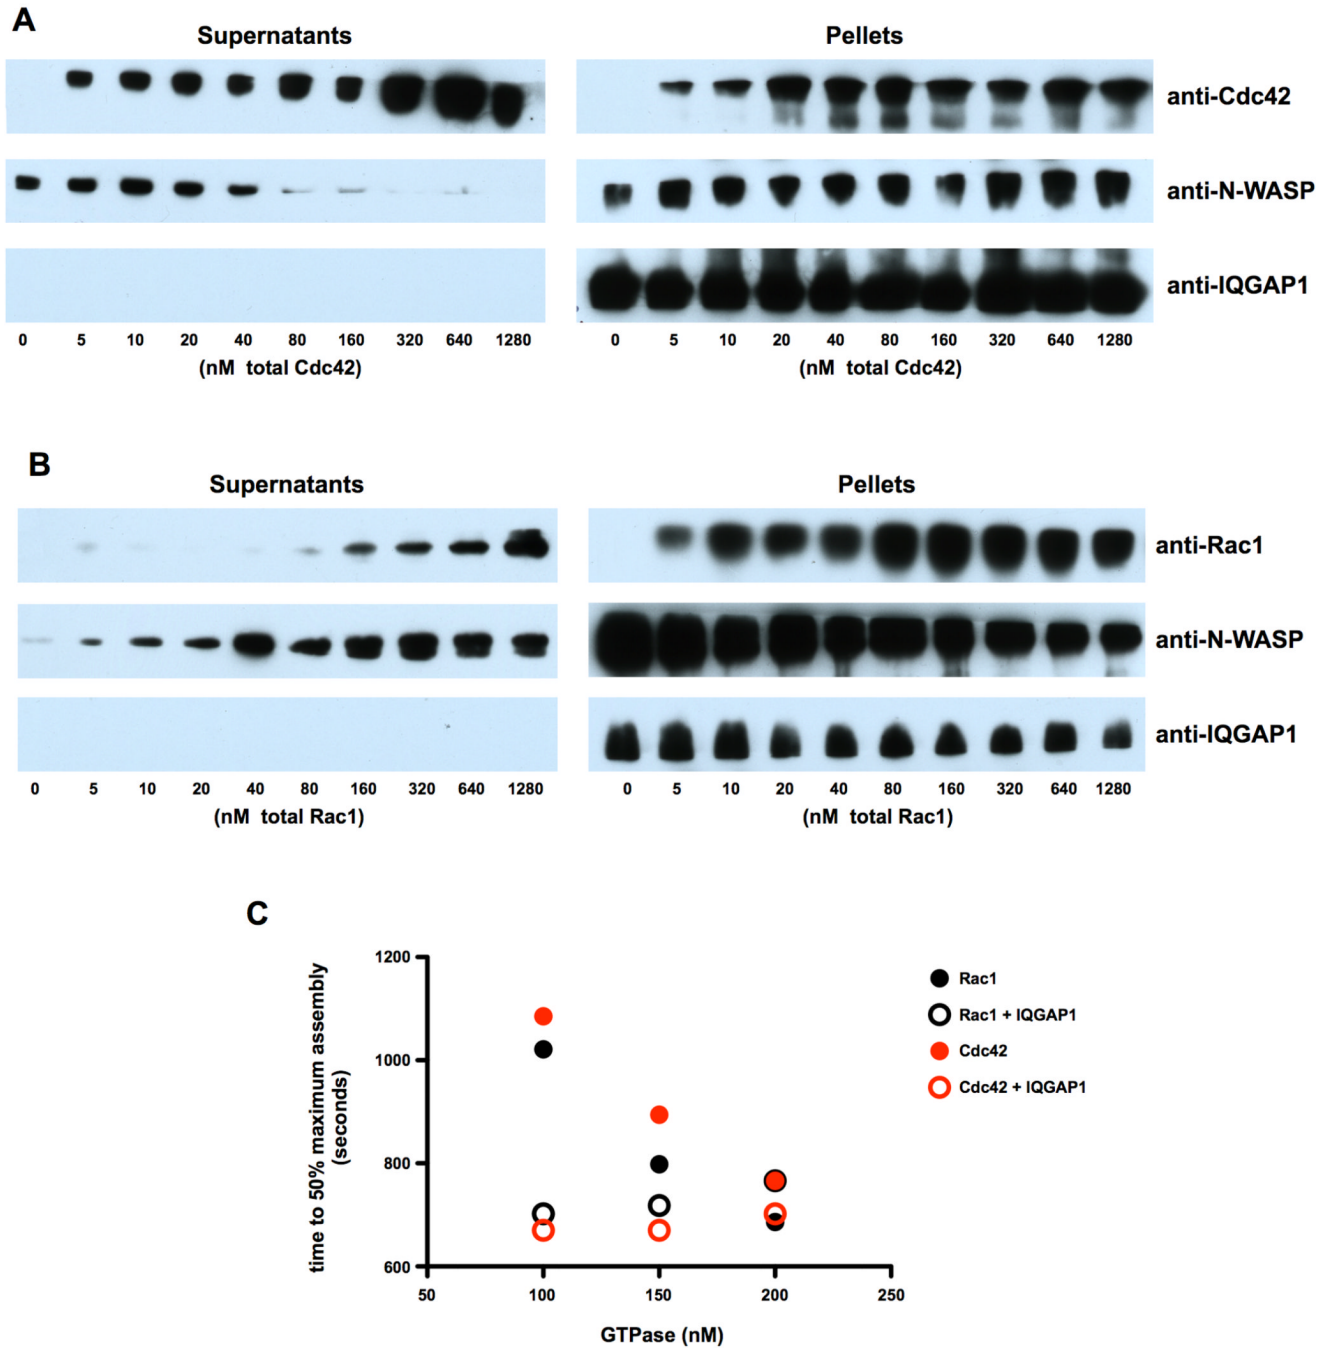 A
Supernatants Pellets
anti-Cdc42
anti-N-WASP
anti-IQGAP1
0 5 10 20 40 80 160 320 640 1280 0 5 10 20 40 80 160 320 640 1280
(nM total Cdc42) (nM total Cdc42)
B
Supernatants Pellets
anti-Rac1
anti-N-WASP
anti-IQGAP1
0 5 10 20 40 80 160 320 640 1280 0 5 10 20 40 80 160 320 640 1280
(nM total Rac1) (nM total Rac1)
C
time to 50% maximum assembly
(seconds)
1200
1000
800
600
50 100 150 200 250
GTPase (nM)
Rac1
Rac1 + IQGAP1
Cdc42
Cdc42 + IQGAP1